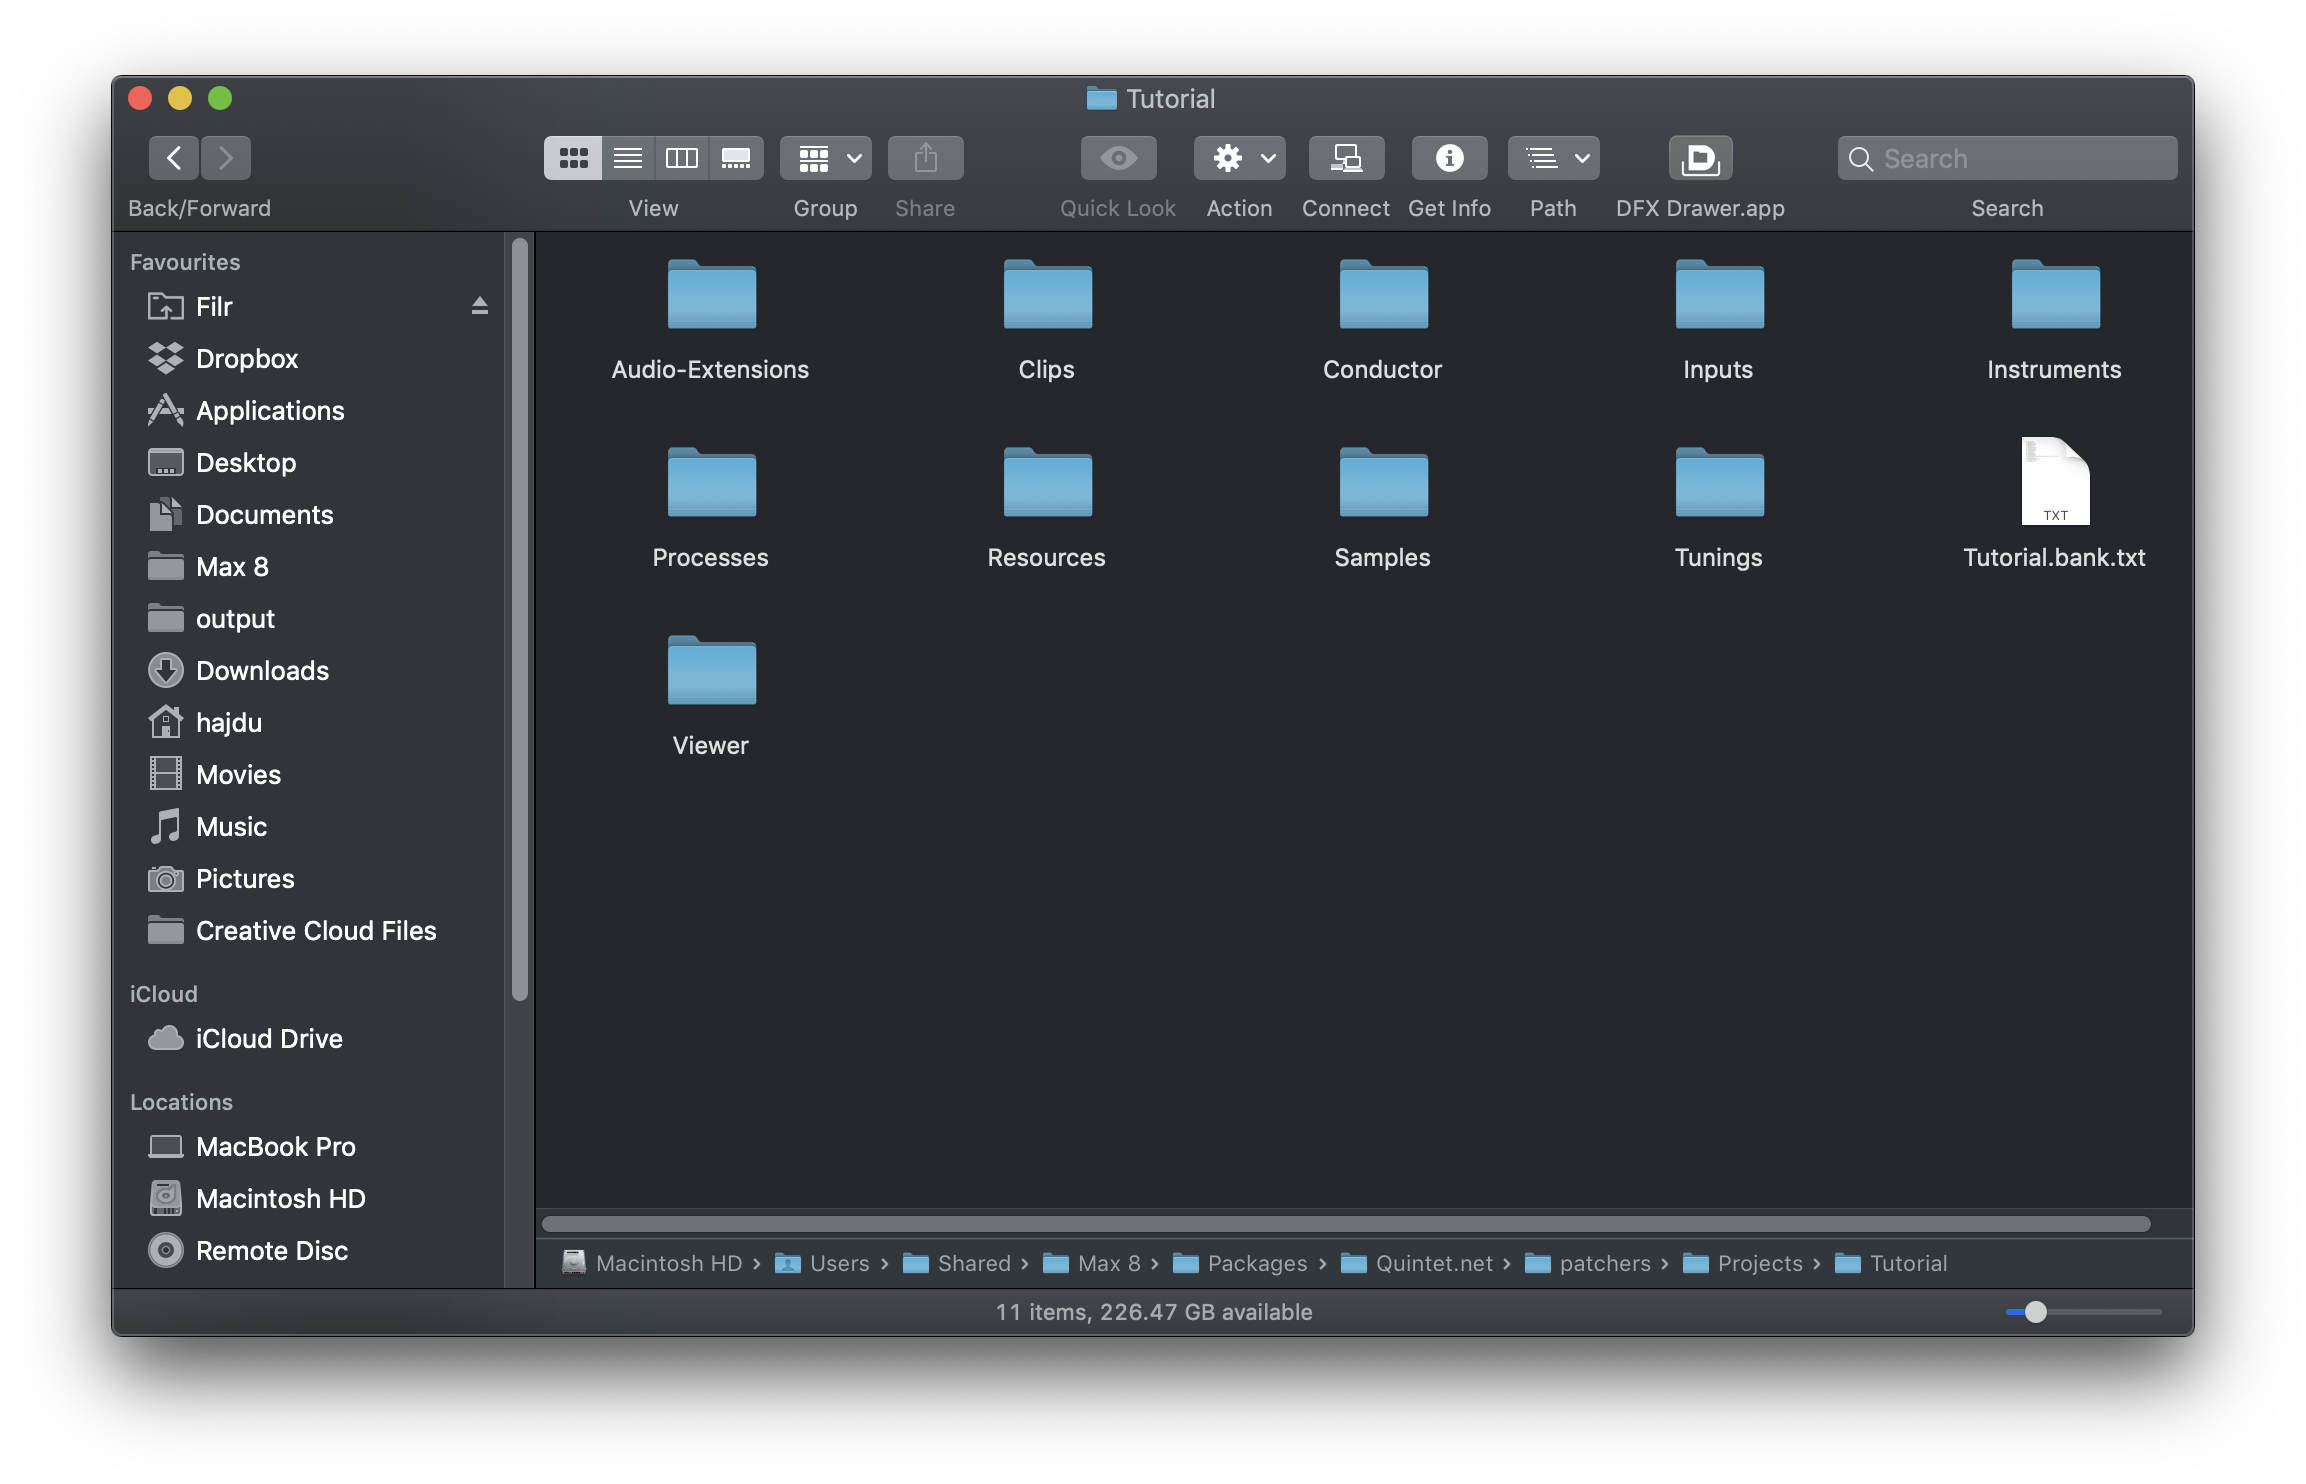 Tutorial
Search
Back/Forward
View
Group
Share
Quick Look
Action
Connect
Get Info
Path
DFX Drawer.app
Search
Favourites
Filr
Dropbox
Applications
Desktop
Documents
Max 8
output
Downloads
hajdu
Movies
Music
Pictures
Creative Cloud Files
iCloud
iCloud Drive
Locations
MacBook Pro
Macintosh HD
Remote Disc
Audio-Extensions
Clips
Conductor
Inputs
Instruments
Processes
Resources
Samples
Tunings
TXT
Tutorial.bank.txt
Viewer
Macintosh HD › Users › Shared › Max 8 › Packages › Quintet.net › patchers › Projects › Tutorial
11 items, 226.47 GB available